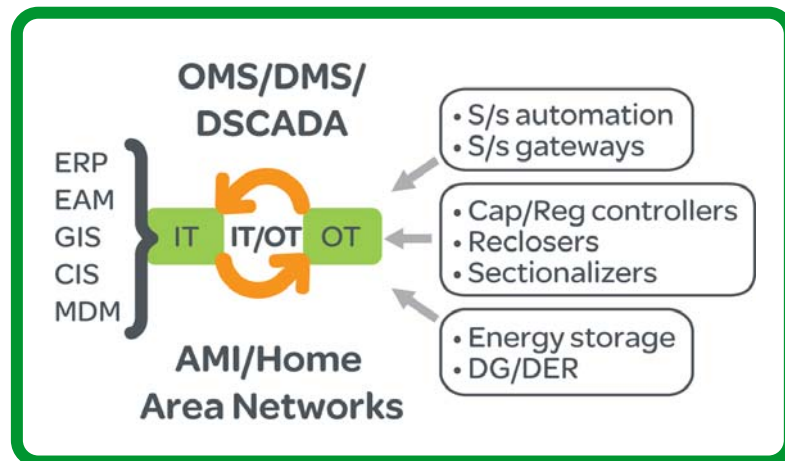 OMS/DMS/
DSCADA
ERP
EAM
GIS
CIS
MDM
IT
IT/OT
OT
• S/s automation
• S/s gateways
• Cap/Reg controllers
• Reclosers
• Sectionalizers
• Energy storage
• DG/DER
AMI/Home
Area Networks